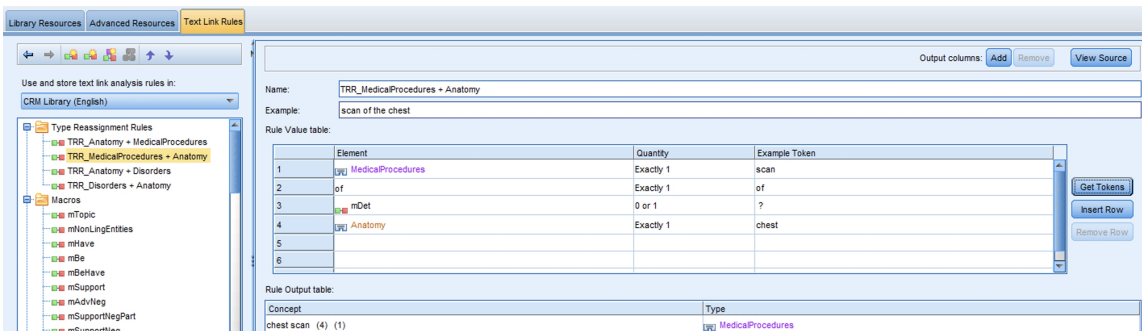 Library Resources Advanced Resources Text Link Rules
Output columns: Add Remove View Source
Use and store text link analysis rules in:
CRM Library (English)
Name: TRR_MedicalProcedures + Anatomy
Example: scan of the chest
Rule Value table:
Type Reassignment Rules
TRR_Anatomy + MedicalProcedures
TRR_MedicalProcedures + Anatomy
TRR_Anatomy + Disorders
TRR_Disorders + Anatomy
Macros
mTopic
mNonLingEntities
mHave
mBe
mBeHave
mSupport
mAdvNeg
mSupportNegPart
mSupportNeg
Element Quantity Example Token
1 MedicalProcedures Exactly 1 scan
2 of Exactly 1 of
3 mDet 0 or 1 ?
4 Anatomy Exactly 1 chest
5
6
Get Tokens
Insert Row
Remove Row
Rule Output table:
Concept Type
chest scan (4) (1) MedicalProcedures